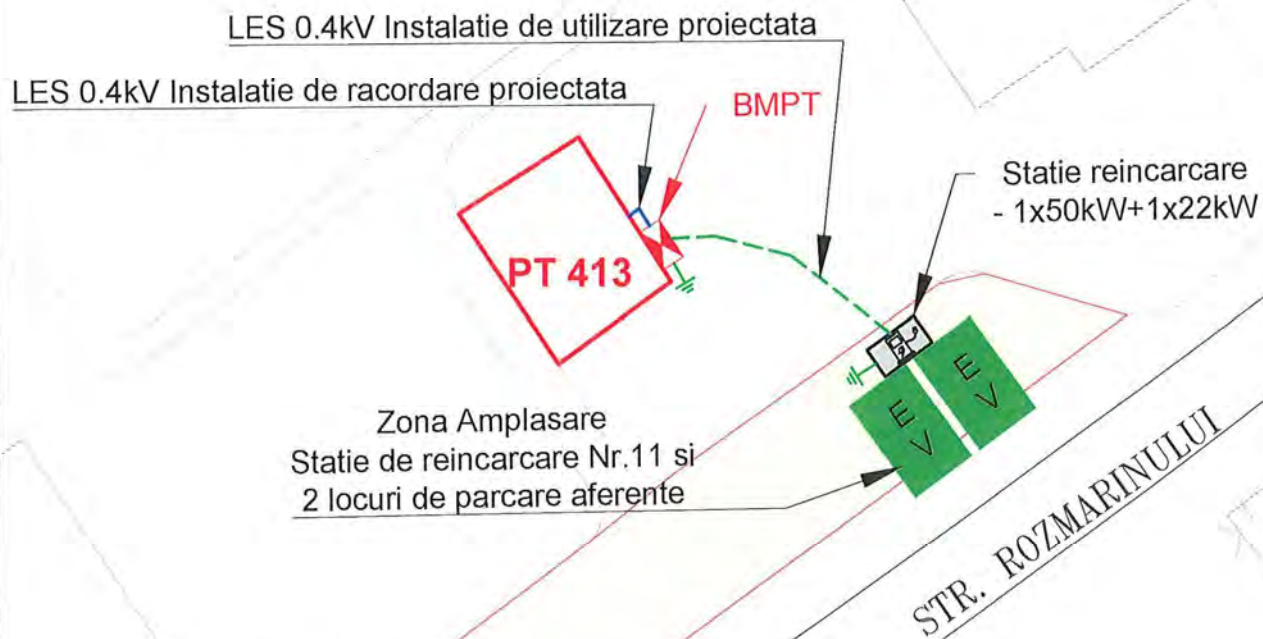 LES 0.4kV Instalatie de utilizare proiectata
LES 0.4kV Instalatie de racordare proiectata
BMPT
Statie reincarcare
- 1x50kW+1x22kW
PT 413
E V
E V
Zona Amplasare
Statie de reincarcare Nr.11 si
2 locuri de parcare aferente
STR. ROZMARINULUI